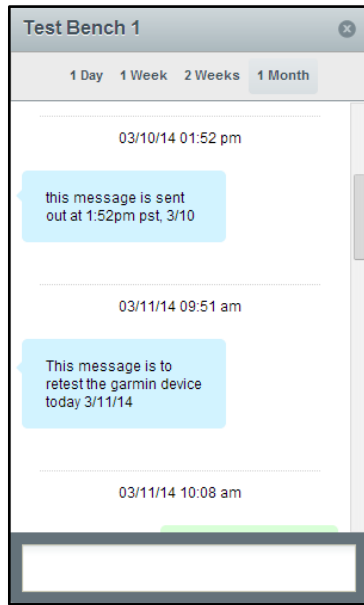 Test Bench 1
1 Day 1 Week 2 Weeks 1 Month
03/10/14 01:52 pm
this message is sent
out at 1:52pm pst, 3/10
03/11/14 09:51 am
This message is to
retest the garmin device
today 3/11/14
03/11/14 10:08 am